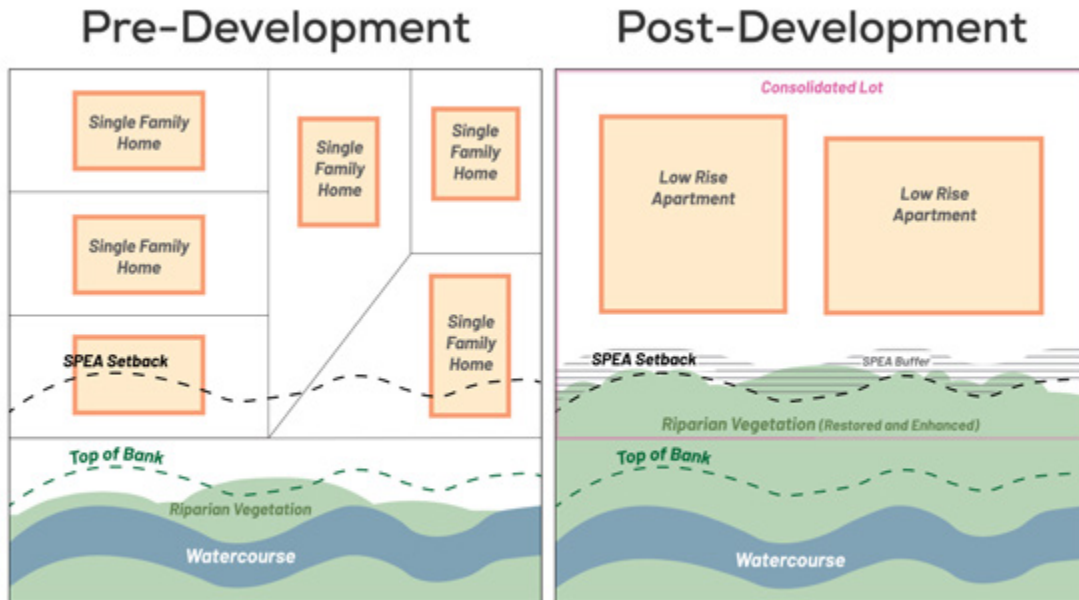 Pre-Development
Single Family
Home
Single
Family
Home
Single
Family
Home
Single Family
Home
Single
Family
Home
SPEA Setback
Top of Bank
Riparian Vegetation
Watercourse
Post-Development
Consolidated Lot
Low Rise
Apartment
Low Rise
Apartment
SPEA Setback
SPEA Buffer
Riparian Vegetation (Restored and Enhanced)
Top of Bank
Watercourse